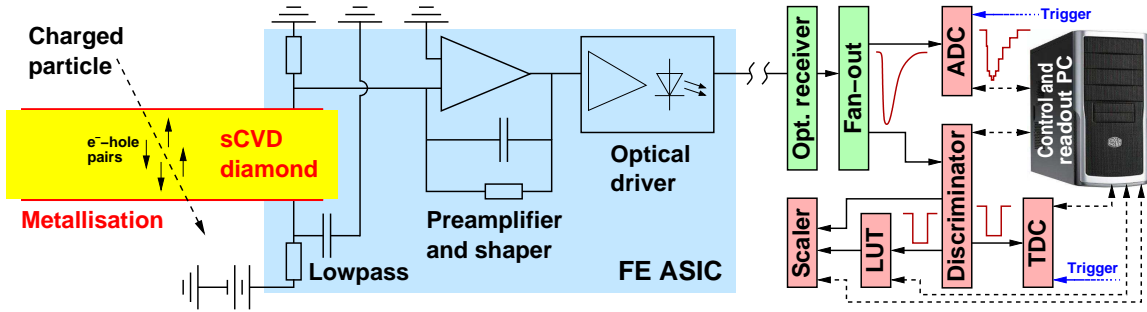 Charged
particle
e⁻−hole
pairs
sCVD
diamond
Metallisation
Lowpass
Preamplifier
and shaper
Optical
driver
FE ASIC
Opt. receiver
Fan−out
ADC
Trigger
Control and
readout PC
Discriminator
Scaler
LUT
TDC
Trigger